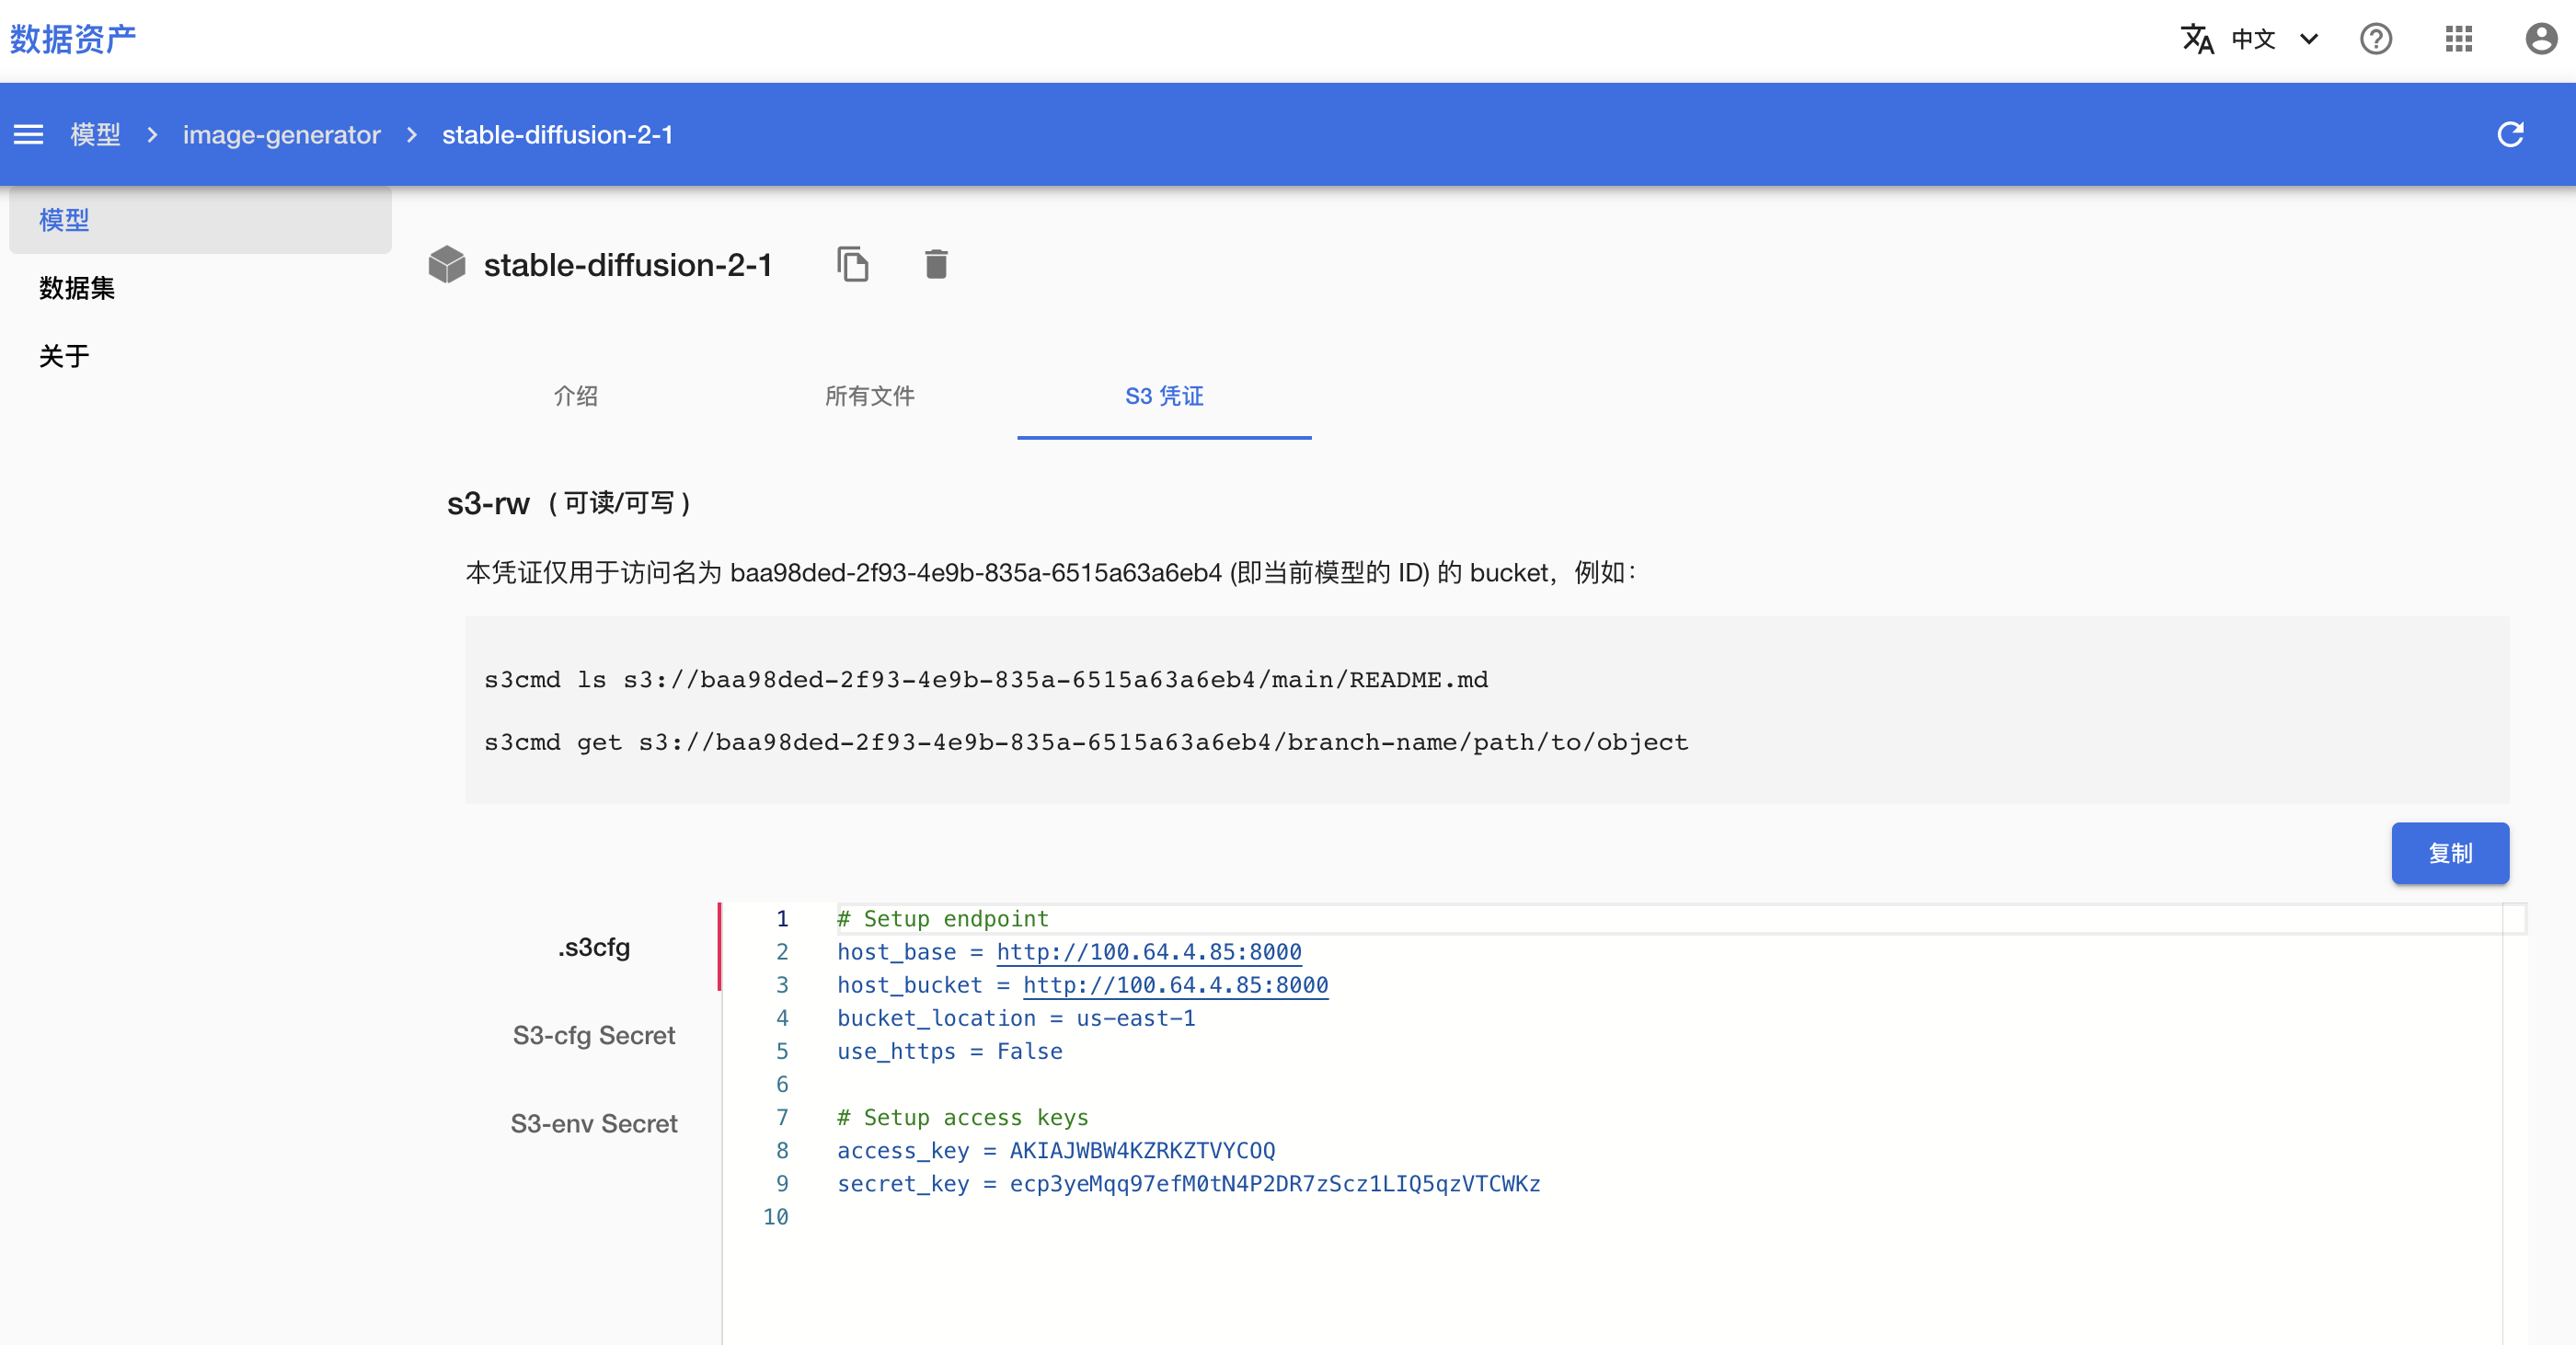 数据资产
中文
模型 > image-generator > stable-diffusion-2-1
模型
数据集
关于
stable-diffusion-2-1
介绍 所有文件 S3 凭证
s3-rw ( 可读/可写 )
本凭证仅用于访问名为 baa98ded-2f93-4e9b-835a-6515a63a6eb4 (即当前模型的 ID) 的 bucket，例如：
s3cmd ls s3://baa98ded-2f93-4e9b-835a-6515a63a6eb4/main/README.md
s3cmd get s3://baa98ded-2f93-4e9b-835a-6515a63a6eb4/branch-name/path/to/object
复制
.s3cfg
S3-cfg Secret
S3-env Secret
1 # Setup endpoint
2 host_base = http://100.64.4.85:8000
3 host_bucket = http://100.64.4.85:8000
4 bucket_location = us-east-1
5 use_https = False
6
7 # Setup access keys
8 access_key = AKIAJWBW4KZRKZTVYCOQ
9 secret_key = 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
10